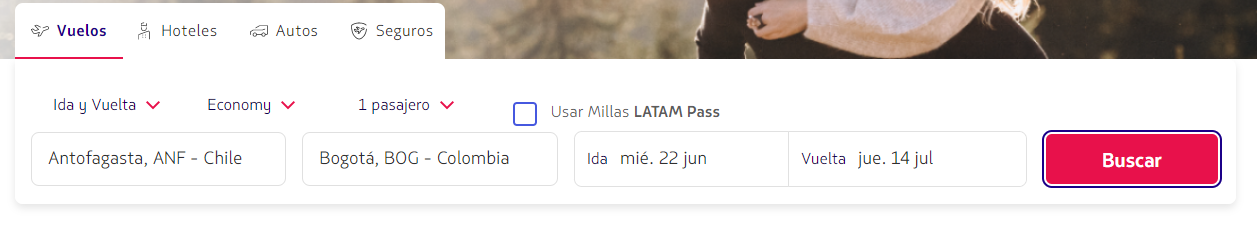 Vuelos Hoteles Autos Seguros
Ida y Vuelta Economy 1 pasajero Usar Millas LATAM Pass
Antofagasta, ANF - Chile Bogotá, BOG - Colombia Ida mié. 22 jun Vuelta jue. 14 jul Buscar